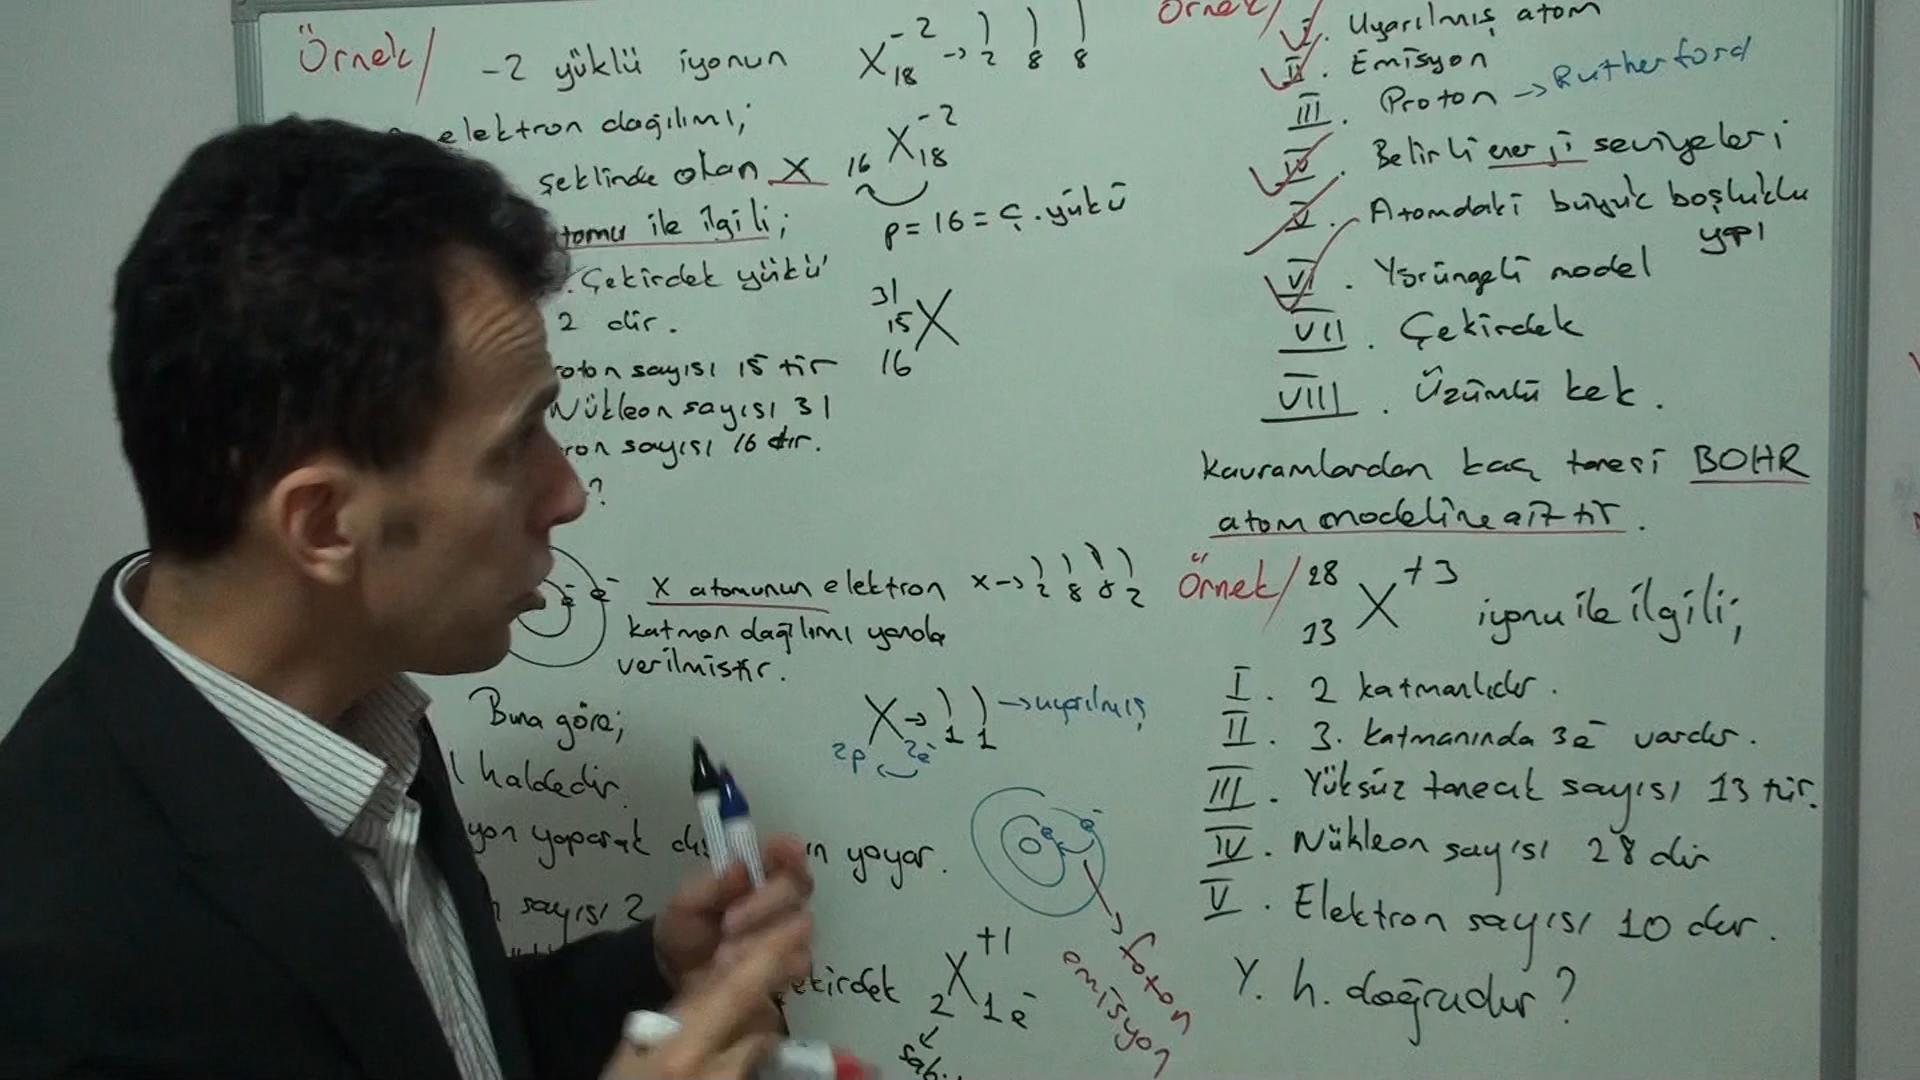 Örnek/ -2 yüklü iyonun
elektron dağılımı;
şeklinde olan X
tomu ile ilgili;
Çekirdek yükü
2 dir.
roton sayısı 15 tir
Nükleon sayısı 31
ron sayısı 16 dır.
?
X₁₈⁻² → ) ) )
2 8 8
₁₆X₁₈⁻²
p = 16 = Ç. yükü
31
15 X
16
X atomunun elektron
katman dağılımı yanda
verilmiştir.
X → ) ) ) )
2 8 8 2
Buna göre;
l haldedir.
yon yaparak
ın yayar.
sayısı 2
ekirdek
X → ) ) → uyarılmış
1 1
2p 2e⁻
e⁻ e⁻
e⁻ e⁻
foton
emisyon
₂X⁺¹ 1e⁻
sab.
Örnek/
I. Uyarılmış atom
II. Emisyon
III. Proton → Rutherford
IV. Belirli enerji seviyeleri
V. Atomdaki büyük boşluklu
yapı
VI. Yörüngeli model
VII. Çekirdek
VIII. Üzümlü kek.
Kavramlardan kaç tanesi BOHR
atom modeline aittir.
Örnek/ ²⁸₁₃X⁺³ iyonu ile ilgili;
I. 2 katmanlıdır.
II. 3. katmanında 3e⁻ vardır.
III. Yüksüz tanecik sayısı 13 tür.
IV. Nükleon sayısı 28 dir
V. Elektron sayısı 10 dur.
Y. h. doğrudur?